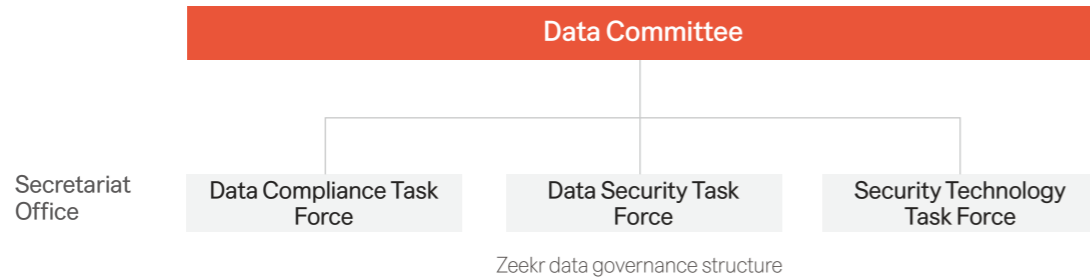 Data Committee
Secretariat
Office
Data Compliance Task
Force
Data Security Task
Force
Security Technology
Task Force
Zeekr data governance structure